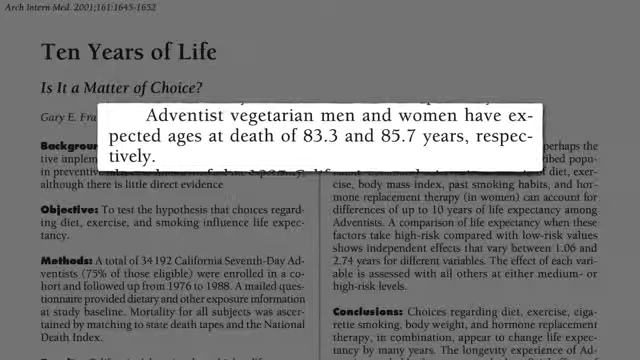 Arch Intern Med. 2001;161:1645-1652
Ten Years of Life
Is It a Matter of Choice?
Gary E. Fra
Adventist vegetarian men and women have ex-
pected ages at death of 83.3 and 85.7 years, respec-
tively.
Backgrou
tive implem
in preventiv
although there is little direct evidence
Objective: To test the hypothesis that choices regard-
ing diet, exercise, and smoking influence life expec-
tancy.
Methods: A total of 34 192 California Seventh-Day Ad-
ventists (75% of those eligible) were enrolled in a co-
hort and followed up from 1976 to 1988. A mailed ques-
tionnaire provided dietary and other exposure information
at study baseline. Mortality for all subjects was ascer-
tained by matching to state death tapes and the National
Death Index.
perhaps the
ribed popu-
of diet, exer-
cise, body mass index, past smoking habits, and hor-
mone replacement therapy (in women) can account for
differences of up to 10 years of life expectancy among
Adventists. A comparison of life expectancy when these
factors take high-risk compared with low-risk values
shows independent effects that vary between 1.06 and
2.74 years for different variables. The effect of each vari-
able is assessed with all others at either medium- or
high-risk levels.
Conclusions: Choices regarding diet, exercise, ciga-
rette smoking, body weight, and hormone replacement
therapy, in combination, appear to change life expec-
tancy by many years. The longevity experience of Ad-